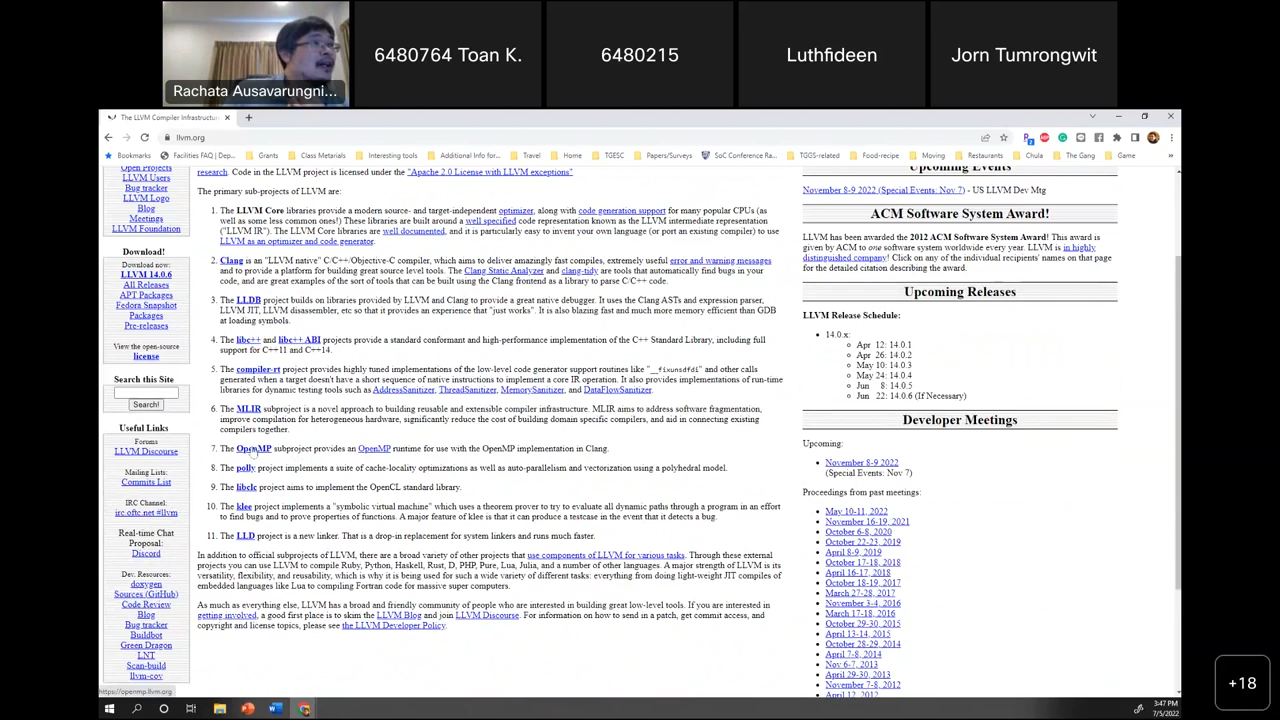 Rachata Ausavarungni...
6480764 Toan K.
6480215
Luthfideen
Jorn Tumrongwit
The LLVM Compiler Infrastructure
llvm.org
Bookmarks
Facilities FAQ | Dep...
Grants
Class Metarials
Interesting tools
Additional Info for...
Travel
Home
TGESC
Papers/Surveys
SoC Conference Ra...
TGGS-related
Food-recipe
Moving
Restaurants
Chula
The Gang
Game
»
Open Projects
LLVM Users
Bug tracker
LLVM Logo
Blog
Meetings
LLVM Foundation
Download!
Download now:
LLVM 14.0.6
All Releases
APT Packages
Fedora Snapshot
Packages
Pre-releases
View the open-source
license
Search this Site
Search!
Useful Links
Forums
LLVM Discourse
Mailing Lists:
Commits List
IRC Channel:
irc.oftc.net #llvm
Real-time Chat
Proposal:
Discord
Dev. Resources:
doxygen
Sources (GitHub)
Code Review
Blog
Bug tracker
Buildbot
Green Dragon
LNT
Scan-build
llvm-cov
https://openmp.llvm.org
research. Code in the LLVM project is licensed under the "Apache 2.0 License with LLVM exceptions"
The primary sub-projects of LLVM are:
1. The LLVM Core libraries provide a modern source- and target-independent optimizer, along with code generation support for many popular CPUs (as
well as some less common ones!) These libraries are built around a well specified code representation known as the LLVM intermediate representation
("LLVM IR"). The LLVM Core libraries are well documented, and it is particularly easy to invent your own language (or port an existing compiler) to use
LLVM as an optimizer and code generator.
2. Clang is an "LLVM native" C/C++/Objective-C compiler, which aims to deliver amazingly fast compiles, extremely useful error and warning messages
and to provide a platform for building great source level tools. The Clang Static Analyzer and clang-tidy are tools that automatically find bugs in your
code, and are great examples of the sort of tools that can be built using the Clang frontend as a library to parse C/C++ code.
3. The LLDB project builds on libraries provided by LLVM and Clang to provide a great native debugger. It uses the Clang ASTs and expression parser,
LLVM JIT, LLVM disassembler, etc so that it provides an experience that "just works". It is also blazing fast and much more memory efficient than GDB
at loading symbols.
4. The libc++ and libc++ ABI projects provide a standard conformant and high-performance implementation of the C++ Standard Library, including full
support for C++11 and C++14.
5. The compiler-rt project provides highly tuned implementations of the low-level code generator support routines like "__fixunsdfdi" and other calls
generated when a target doesn't have a short sequence of native instructions to implement a core IR operation. It also provides implementations of run-time
libraries for dynamic testing tools such as AddressSanitizer, ThreadSanitizer, MemorySanitizer, and DataFlowSanitizer.
6. The MLIR subproject is a novel approach to building reusable and extensible compiler infrastructure. MLIR aims to address software fragmentation,
improve compilation for heterogeneous hardware, significantly reduce the cost of building domain specific compilers, and aid in connecting existing
compilers together.
7. The OpenMP subproject provides an OpenMP runtime for use with the OpenMP implementation in Clang.
8. The polly project implements a suite of cache-locality optimizations as well as auto-parallelism and vectorization using a polyhedral model.
9. The libclc project aims to implement the OpenCL standard library.
10. The klee project implements a "symbolic virtual machine" which uses a theorem prover to try to evaluate all dynamic paths through a program in an effort
to find bugs and to prove properties of functions. A major feature of klee is that it can produce a testcase in the event that it detects a bug.
11. The LLD project is a new linker. That is a drop-in replacement for system linkers and runs much faster.
In addition to official subprojects of LLVM, there are a broad variety of other projects that use components of LLVM for various tasks. Through these external
projects you can use LLVM to compile Ruby, Python, Haskell, Rust, D, PHP, Pure, Lua, Julia, and a number of other languages. A major strength of LLVM is its
versatility, flexibility, and reusability, which is why it is being used for such a wide variety of different tasks: everything from doing light-weight JIT compiles of
embedded languages like Lua to compiling Fortran code for massive super computers.
As much as everything else, LLVM has a broad and friendly community of people who are interested in building great low-level tools. If you are interested in
getting involved, a good first place is to skim the LLVM Blog and join LLVM Discourse. For information on how to send in a patch, get commit access, and
copyright and license topics, please see the LLVM Developer Policy.
Upcoming Events
November 8-9 2022 (Special Events: Nov 7) - US LLVM Dev Mtg
ACM Software System Award!
LLVM has been awarded the 2012 ACM Software System Award! This award is
given by ACM to one software system worldwide every year. LLVM is in highly
distinguished company! Click on any of the individual recipients' names on that
page for the detailed citation describing the award.
Upcoming Releases
LLVM Release Schedule:
• 14.0.x:
Apr 12: 14.0.1
Apr 26: 14.0.2
May 10: 14.0.3
May 24: 14.0.4
Jun 8: 14.0.5
Jun 22: 14.0.6 (If Necessary)
Developer Meetings
Upcoming:
• November 8-9 2022
(Special Events: Nov 7)
Proceedings from past meetings:
• May 10-11, 2022
• November 16-19, 2021
• October 6-8, 2020
• October 22-23, 2019
• April 8-9, 2019
• October 17-18, 2018
• April 16-17, 2018
• October 18-19, 2017
• March 27-28, 2017
• November 3-4, 2016
• March 17-18, 2016
• October 29-30, 2015
• April 13-14, 2015
• October 28-29, 2014
• April 7-8, 2014
• Nov 6-7, 2013
• April 29-30, 2013
• November 7-8, 2012
• April 12, 2012
+18
3:47 PM
7/5/2022